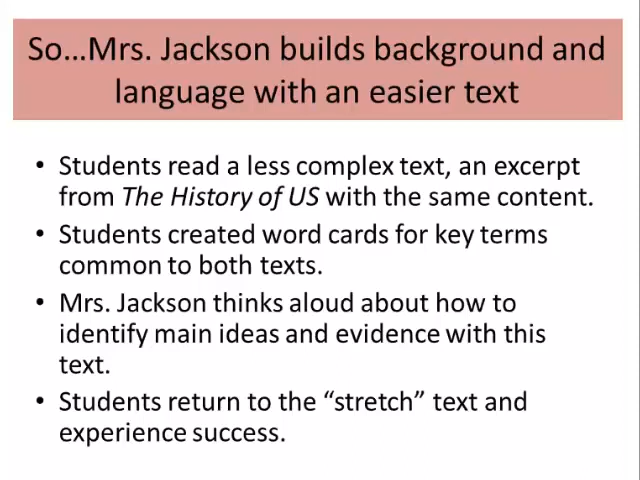 So…Mrs. Jackson builds background and
language with an easier text
• Students read a less complex text, an excerpt
from The History of US with the same content.
• Students created word cards for key terms
common to both texts.
• Mrs. Jackson thinks aloud about how to
identify main ideas and evidence with this
text.
• Students return to the “stretch” text and
experience success.